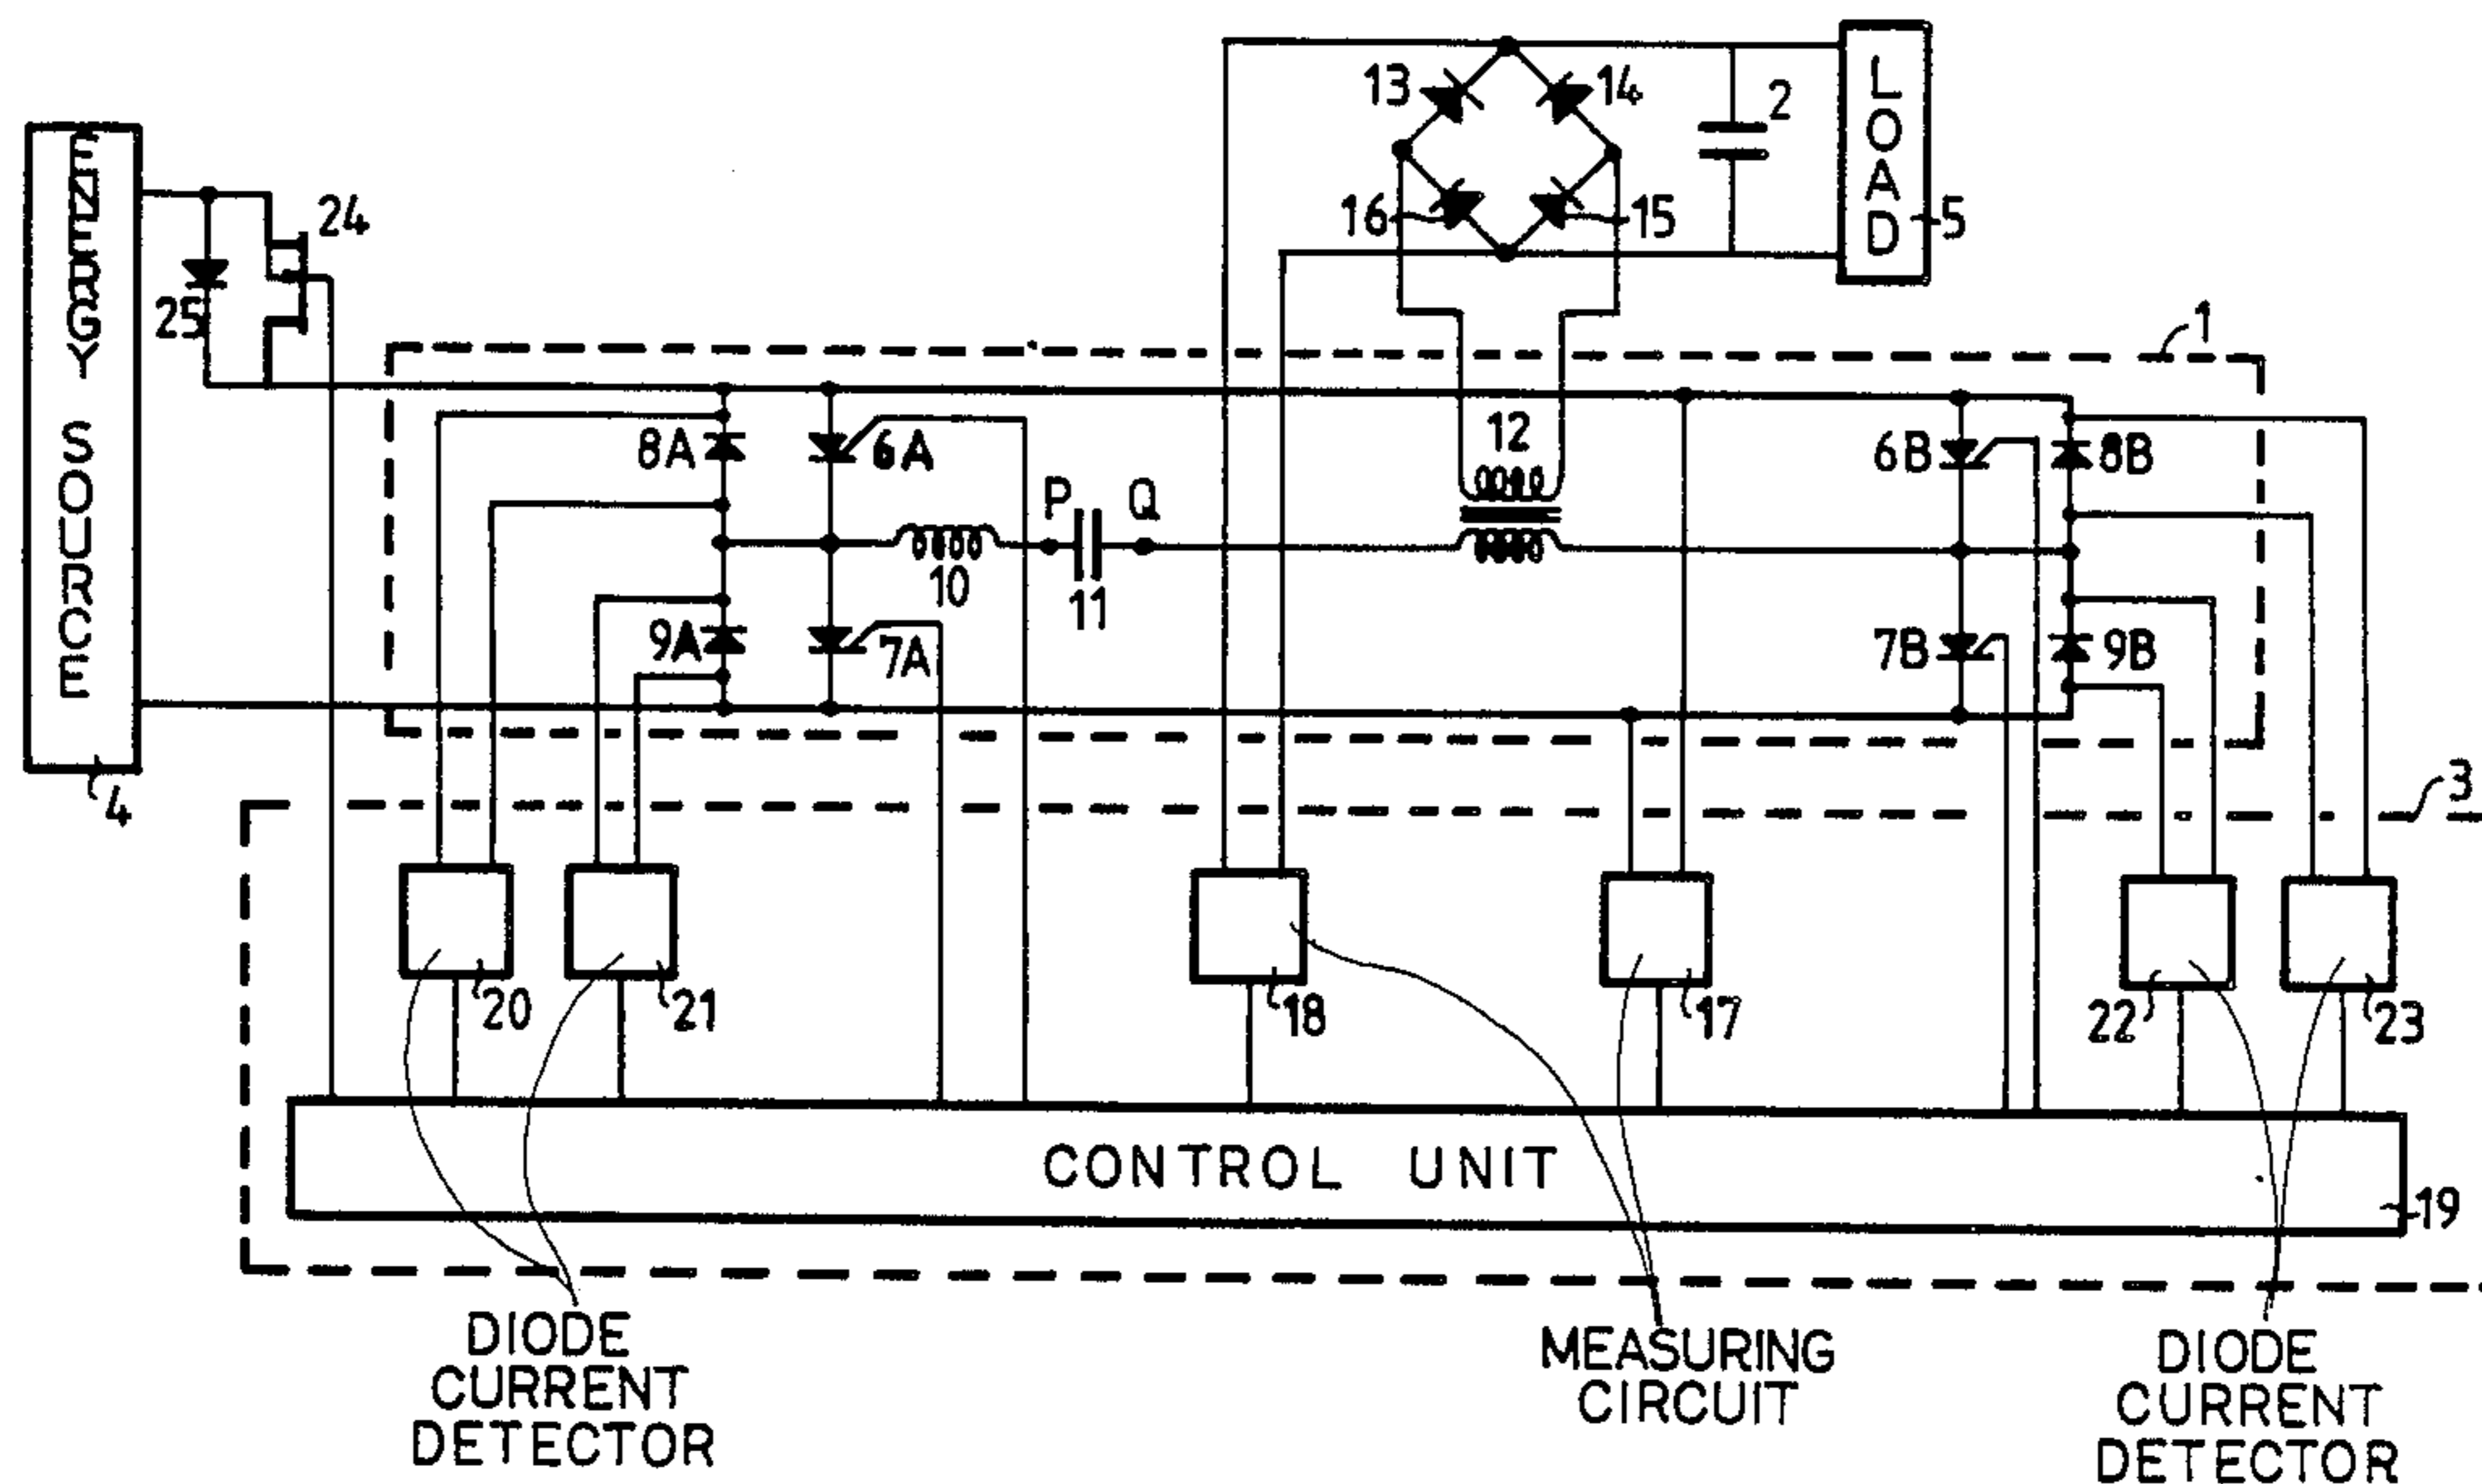 ENERGY SOURCE
4
24
25
13
14
16
15
2
LOAD
5
1
8A
6A
12
6B
8B
P
Q
10
11
9A
7A
7B
9B
3
20
21
18
17
22
23
CONTROL UNIT
19
DIODE
CURRENT
DETECTOR
MEASURING
CIRCUIT
DIODE
CURRENT
DETECTOR